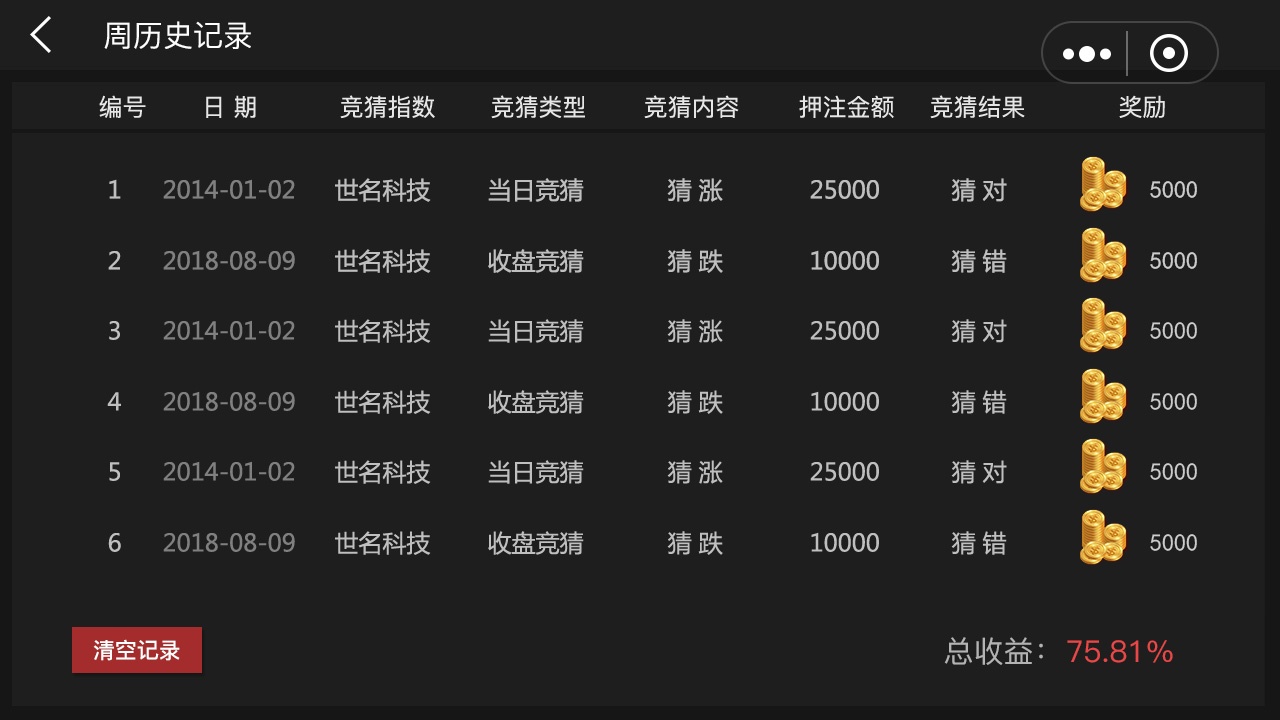 周历史记录
编号 日 期 竞猜指数 竞猜类型 竞猜内容 押注金额 竞猜结果 奖励
1 2014-01-02 世名科技 当日竞猜 猜 涨 25000 猜 对 5000
2 2018-08-09 世名科技 收盘竞猜 猜 跌 10000 猜 错 5000
3 2014-01-02 世名科技 当日竞猜 猜 涨 25000 猜 对 5000
4 2018-08-09 世名科技 收盘竞猜 猜 跌 10000 猜 错 5000
5 2014-01-02 世名科技 当日竞猜 猜 涨 25000 猜 对 5000
6 2018-08-09 世名科技 收盘竞猜 猜 跌 10000 猜 错 5000
清空记录 总收益：75.81%